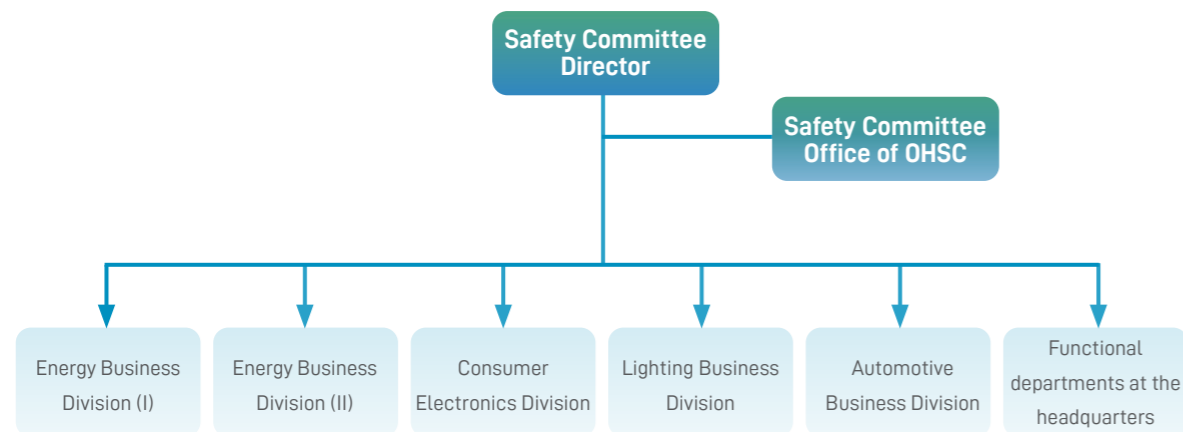 Safety Committee
Director
Safety Committee
Office of OHSC
Energy Business
Division (I)
Energy Business
Division (II)
Consumer
Electronics Division
Lighting Business
Division
Automotive
Business Division
Functional
departments at the
headquarters